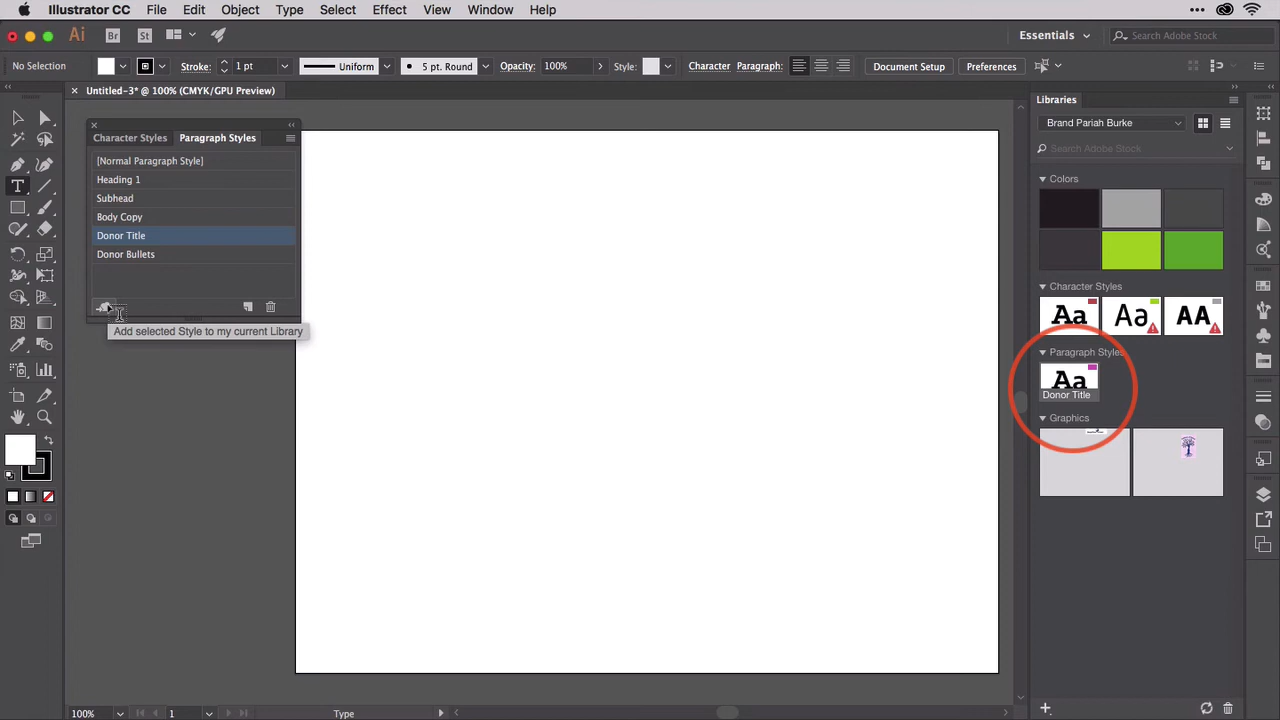 Illustrator CC File Edit Object Type Select Effect View Window Help
Ai Br St Essentials Search Adobe Stock
No Selection Stroke: 1 pt Uniform 5 pt. Round Opacity: 100% Style: Character Paragraph: Document Setup Preferences
Untitled-3* @ 100% (CMYK/GPU Preview)
Libraries
Brand Pariah Burke
Search Adobe Stock
Character Styles Paragraph Styles
[Normal Paragraph Style]
Heading 1
Subhead
Body Copy
Donor Title
Donor Bullets
Add selected Style to my current Library
Colors
Character Styles
Aa Aa AA
Paragraph Styles
Aa
Donor Title
Graphics
100% 1 Type